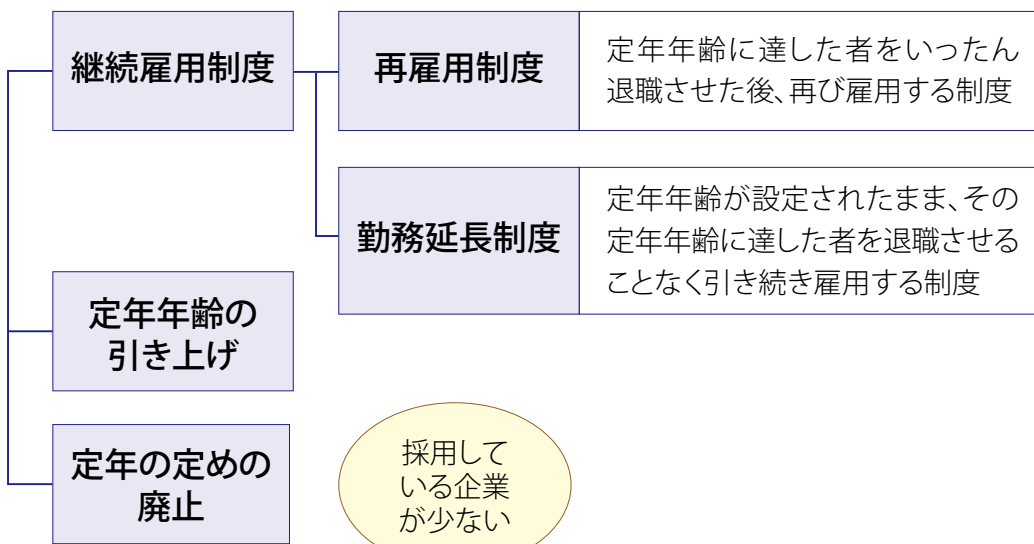 継続雇用制度
再雇用制度
定年年齢に達した者をいったん
退職させた後、再び雇用する制度
勤務延長制度
定年年齢が設定されたまま、その
定年年齢に達した者を退職させる
ことなく引き続き雇用する制度
定年年齢の
引き上げ
定年の定めの
廃止
採用して
いる企業
が少ない